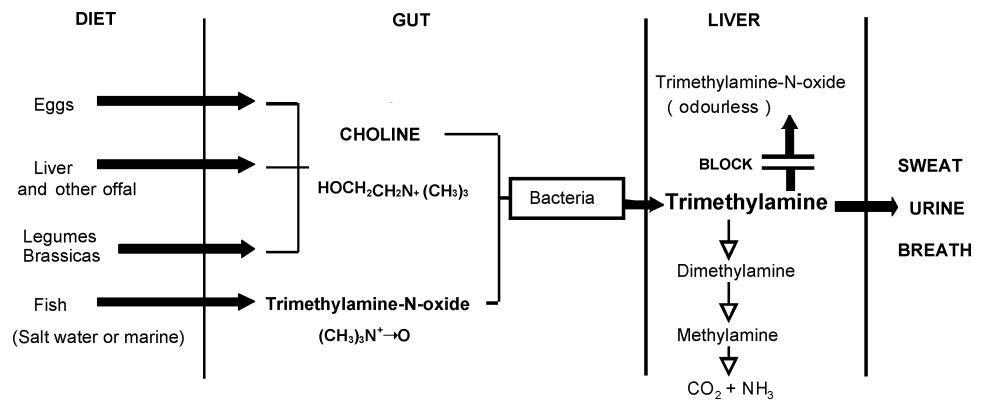 DIET
GUT
LIVER
Eggs
Liver
and other offal
Legumes
Brassicas
Fish
(Salt water or marine)
CHOLINE
HOCH₂CH₂N+ (CH₃)₃
Trimethylamine-N-oxide
(CH₃)₃N⁺→O
Bacteria
Trimethylamine-N-oxide
( odourless )
BLOCK
Trimethylamine
Dimethylamine
Methylamine
CO₂ + NH₃
SWEAT
URINE
BREATH